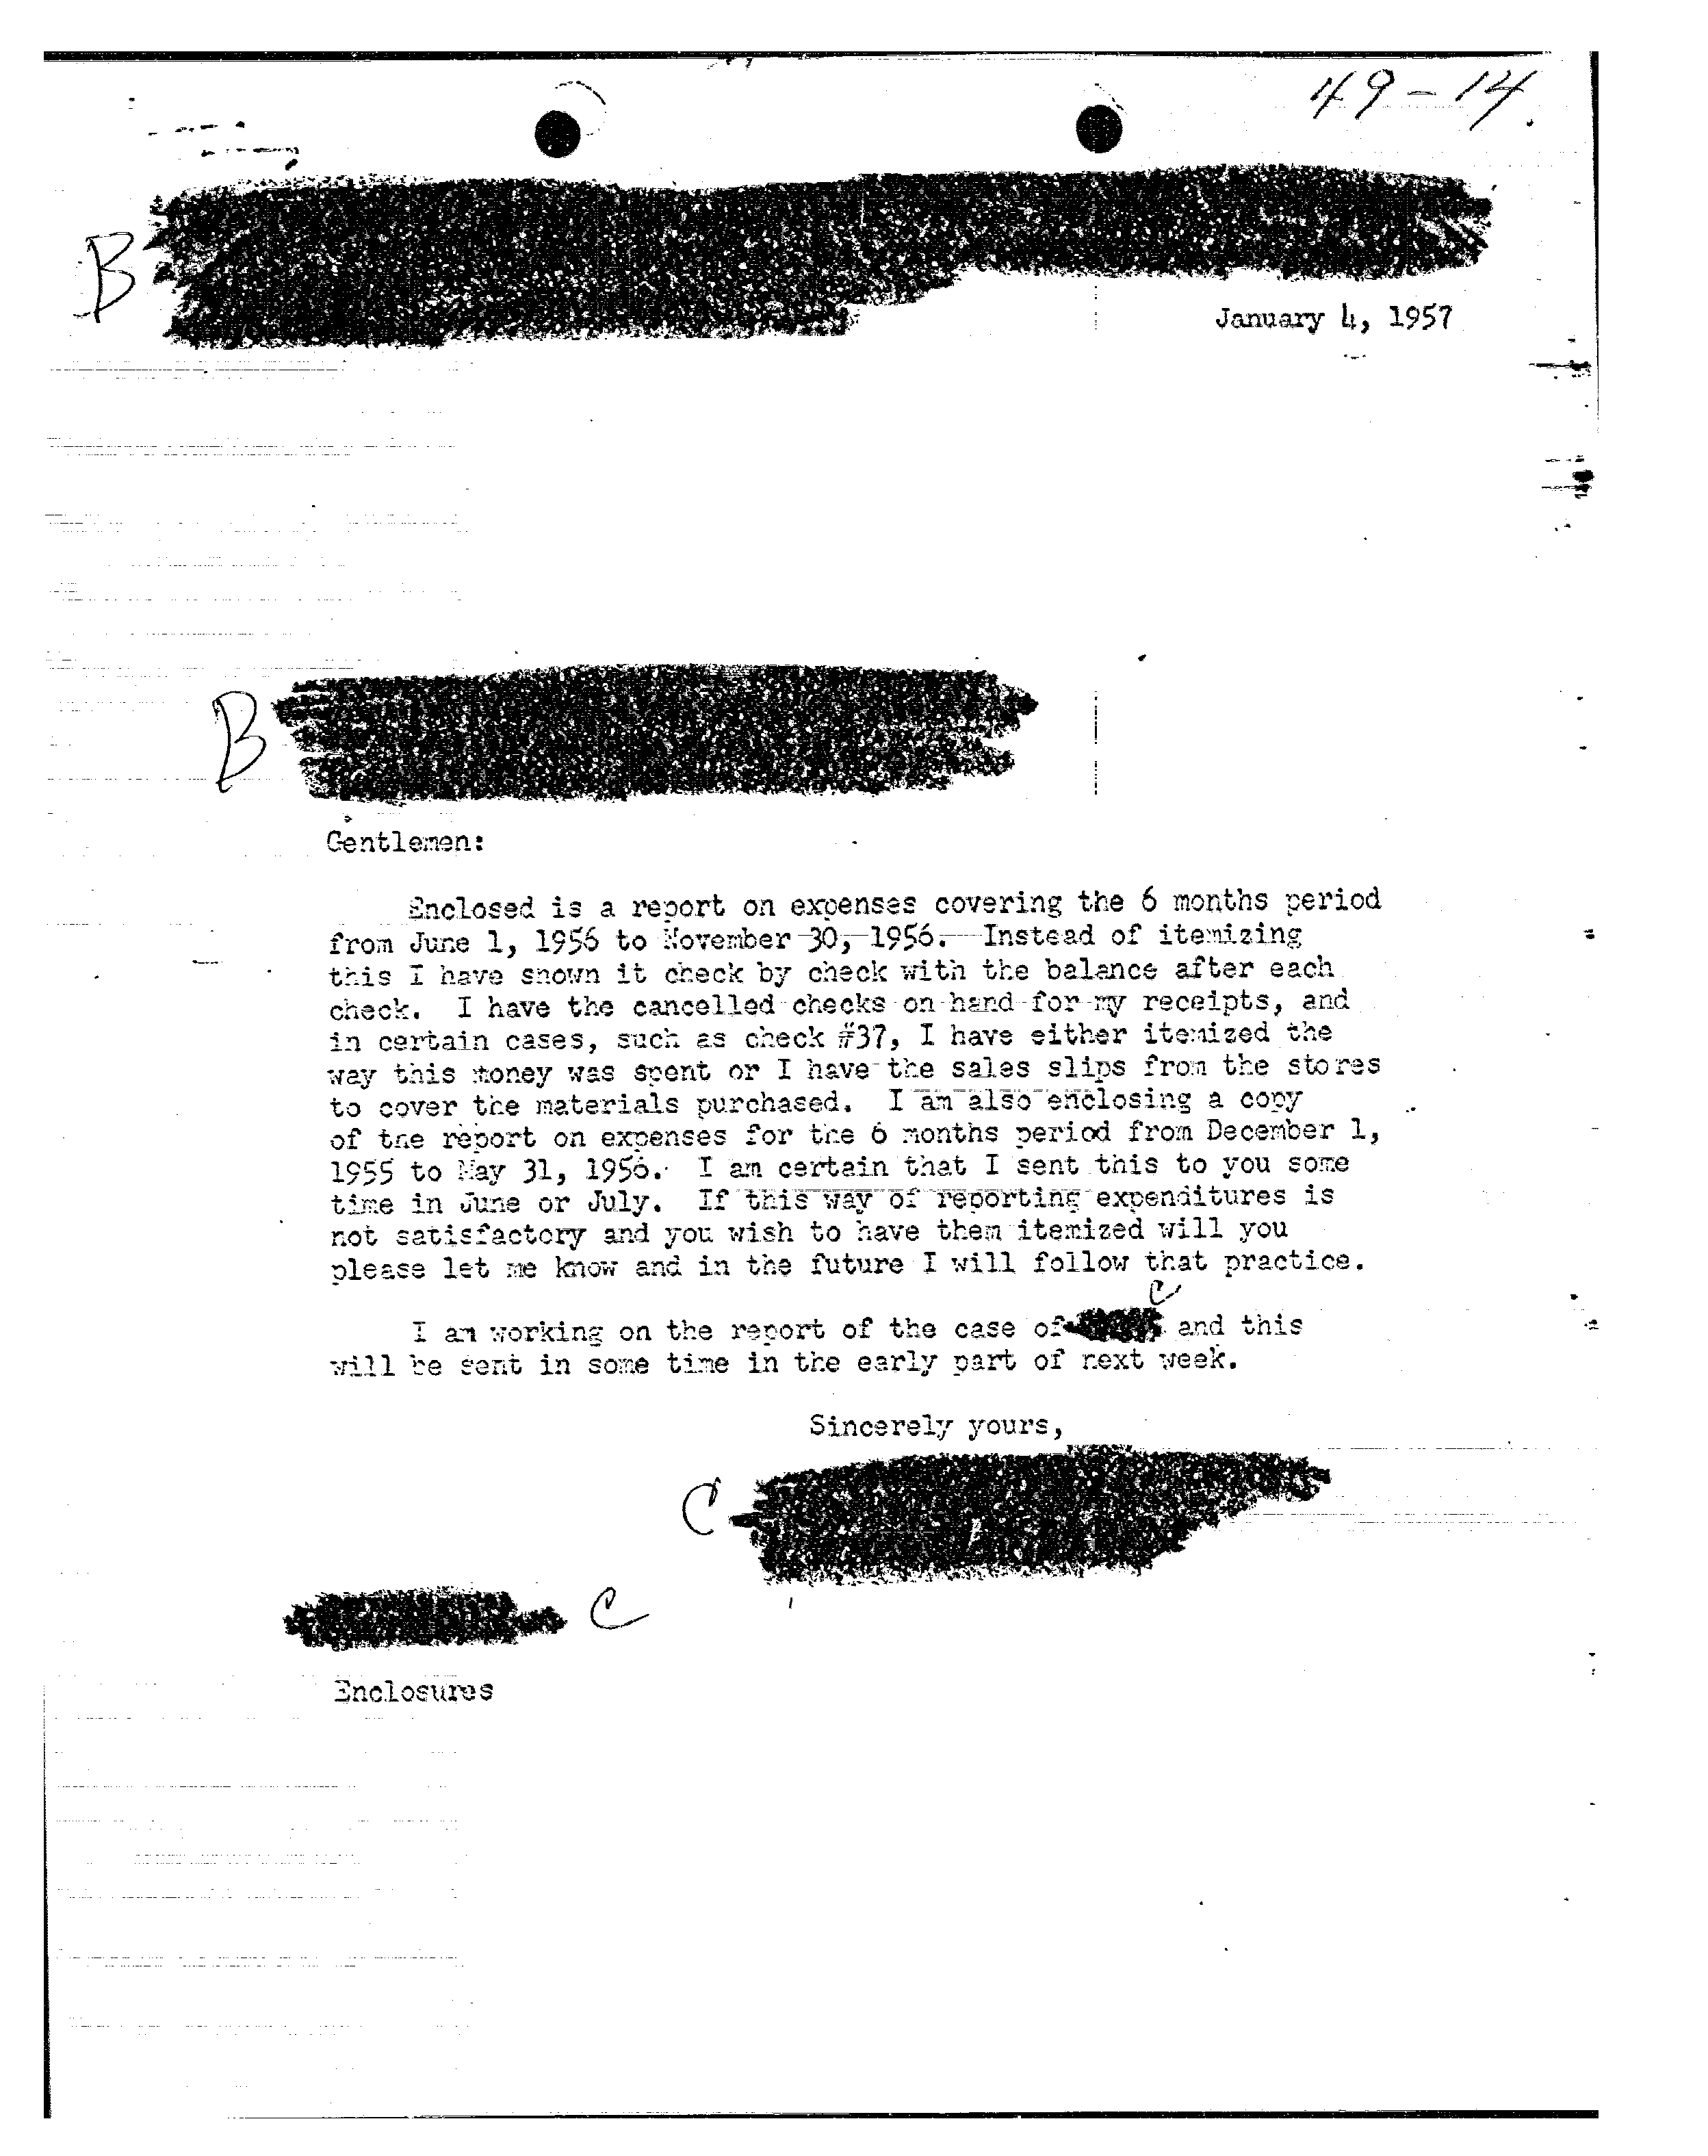 49-14
B
January 4, 1957
B
Gentlemen:
Enclosed is a report on expenses covering the 6 months period
from June 1, 1956 to November 30, 1956. Instead of itemizing
this I have shown it check by check with the balance after each
check. I have the cancelled checks on hand for my receipts, and
in certain cases, such as check #37, I have either itemized the
way this money was spent or I have the sales slips from the stores
to cover the materials purchased. I am also enclosing a copy
of the report on expenses for the 6 months period from December 1,
1955 to May 31, 1956. I am certain that I sent this to you some
time in June or July. If this way of reporting expenditures is
not satisfactory and you wish to have them itemized will you
please let me know and in the future I will follow that practice.
C
I am working on the report of the case of and this
will be sent in some time in the early part of next week.
Sincerely yours,
C
C
Enclosures